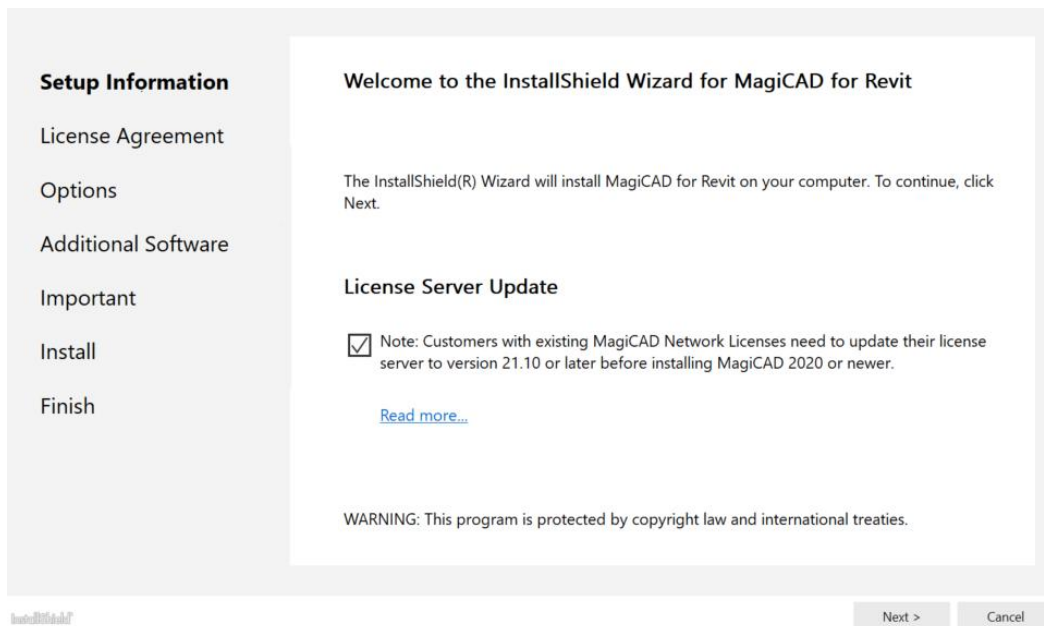 Setup Information
License Agreement
Options
Additional Software
Important
Install
Finish
Welcome to the InstallShield Wizard for MagiCAD for Revit
The InstallShield(R) Wizard will install MagiCAD for Revit on your computer. To continue, click
Next.
License Server Update
Note: Customers with existing MagiCAD Network Licenses need to update their license
server to version 21.10 or later before installing MagiCAD 2020 or newer.
Read more...
WARNING: This program is protected by copyright law and international treaties.
InstallShield
Next >
Cancel